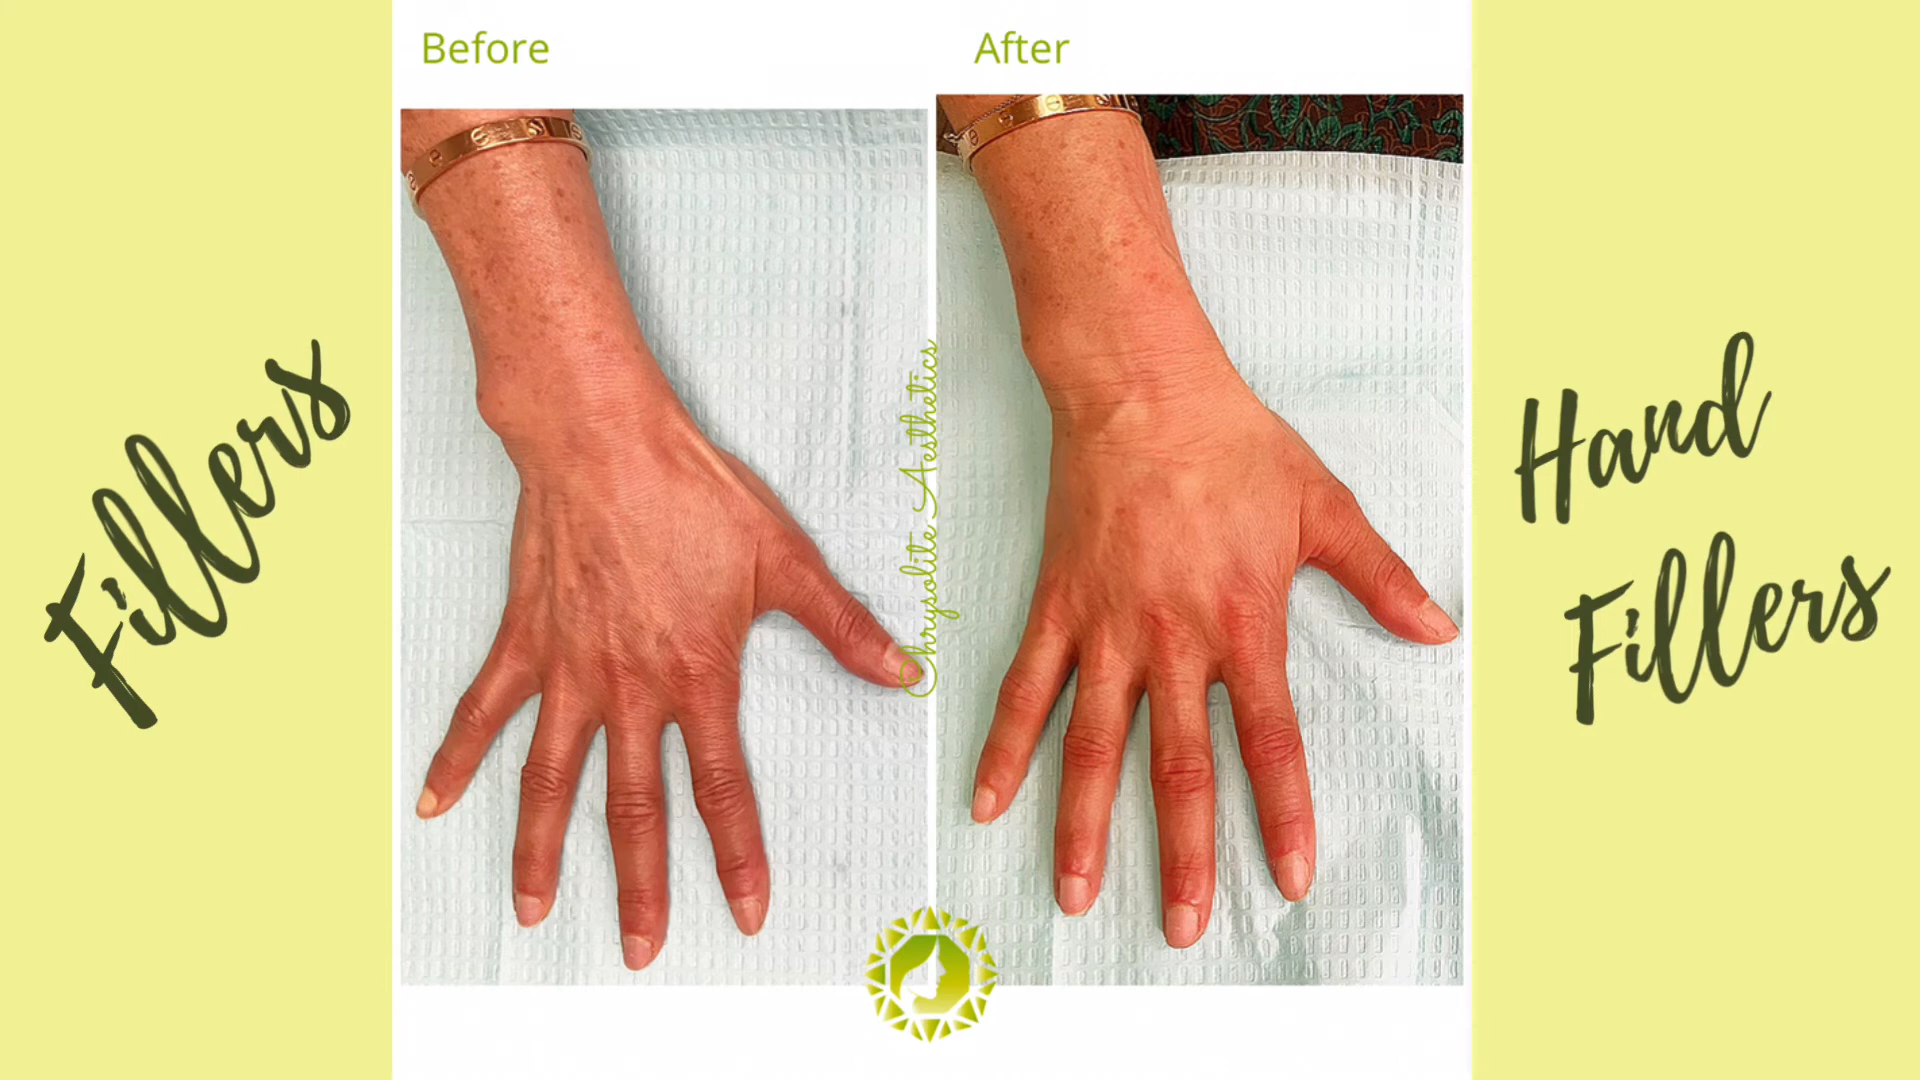 Before
After
Fillers
Chrysolite Aesthetics
Hand
Fillers